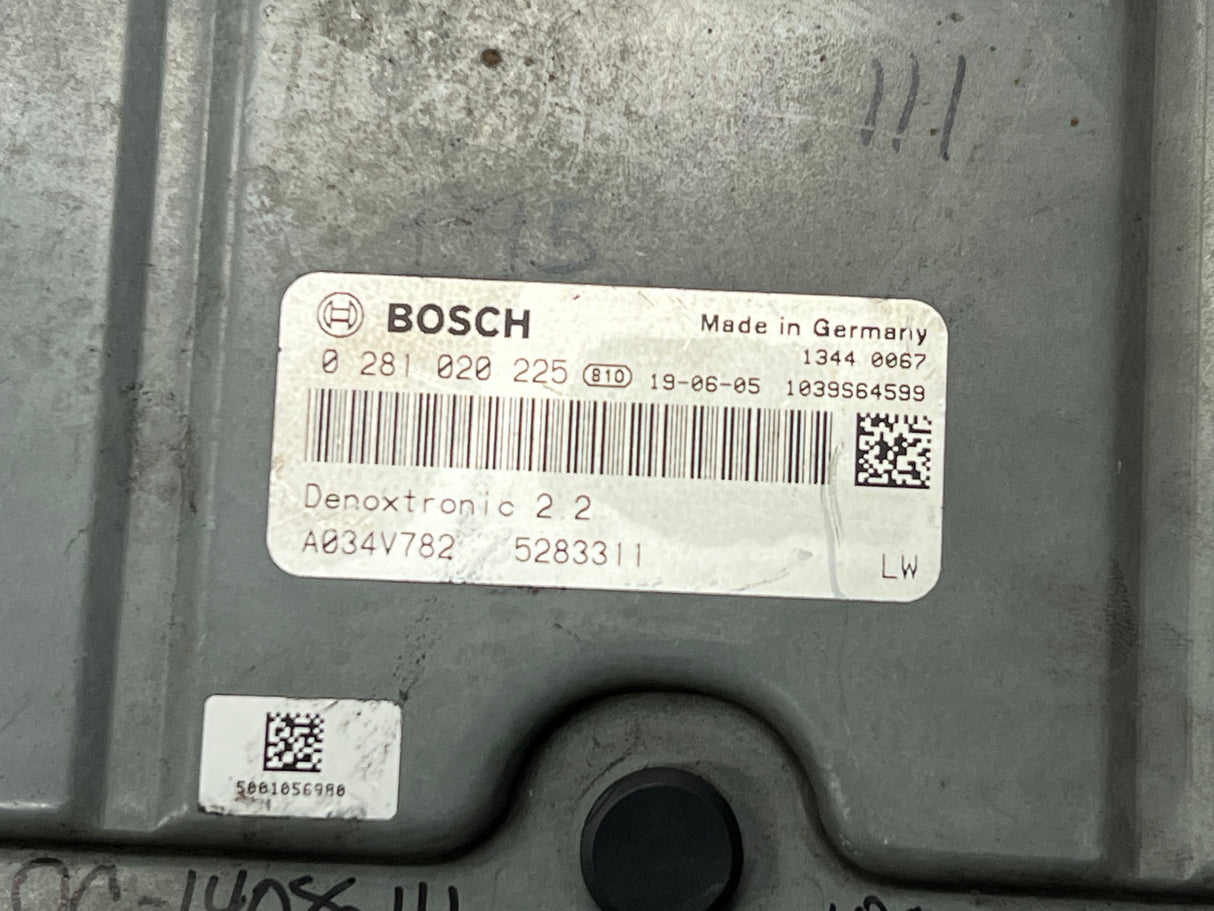 111
BOSCH
Made in Germany
1344 0067
0 281 020 225 810 19-06-05 1039S64599
Denoxtronic 2.2
A034V782 5283311
LW
5001056980